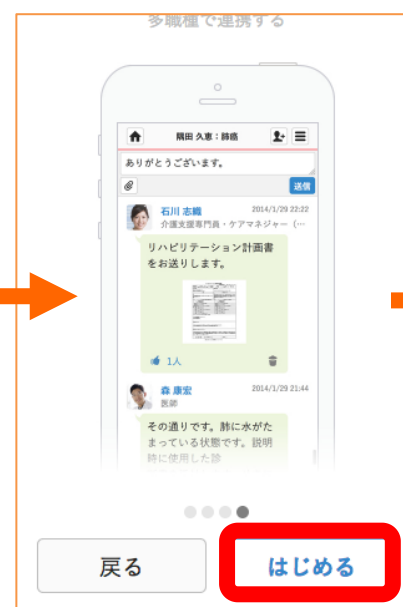 多職種で連携する
隅田 久恵：肺癌
ありがとうございます。
送信
石川 志織
2014/1/29 22:22
介護支援専門員・ケアマネジャー（…
リハビリテーション計画書
をお送りします。
1人
森 康宏
2014/1/29 21:44
医師
その通りです。肺に水がた
まっている状態です。説明
時に使用した診
戻る
はじめる